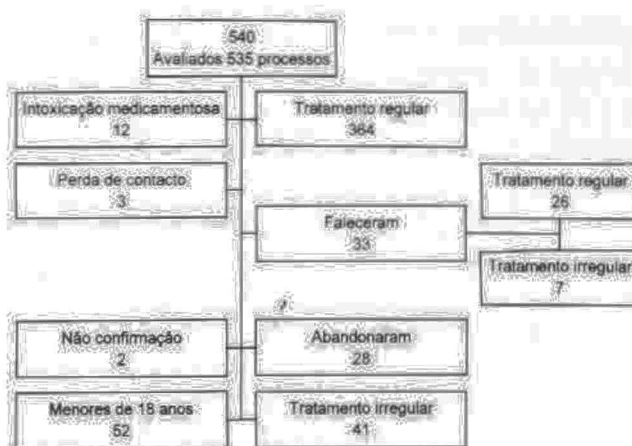 540
Avaliados 535 processos
Intoxicação medicamentosa
12
Tratamento regular
364
Perda de contacto
3
Tratamento regular
26
Faleceram
33
Tratamento irregular
7
Não confirmação
2
Abandonaram
28
Menores de 18 anos
52
Tratamento irregular
41